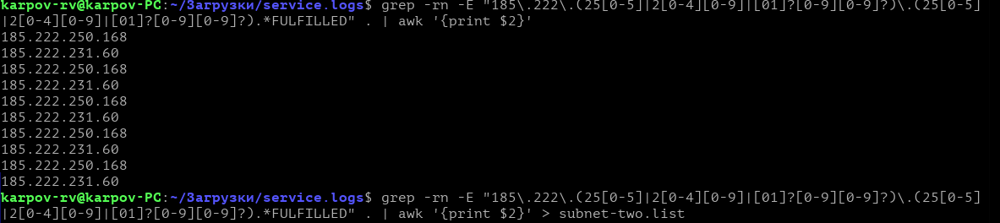 karpov-rv@karpov-PC:~/Загрузки/service.logs$ grep -rn -E "185\.222\.(25[0-5]|2[0-4][0-9]|[01]?[0-9][0-9]?)\.(25[0-5]
|2[0-4][0-9]|[01]?[0-9][0-9]?).*FULFILLED" . | awk '{print $2}'
185.222.250.168
185.222.231.60
185.222.250.168
185.222.231.60
185.222.250.168
185.222.231.60
185.222.250.168
185.222.231.60
185.222.250.168
185.222.231.60
karpov-rv@karpov-PC:~/Загрузки/service.logs$ grep -rn -E "185\.222\.(25[0-5]|2[0-4][0-9]|[01]?[0-9][0-9]?)\.(25[0-5]
|2[0-4][0-9]|[01]?[0-9][0-9]?).*FULFILLED" . | awk '{print $2}' > subnet-two.list